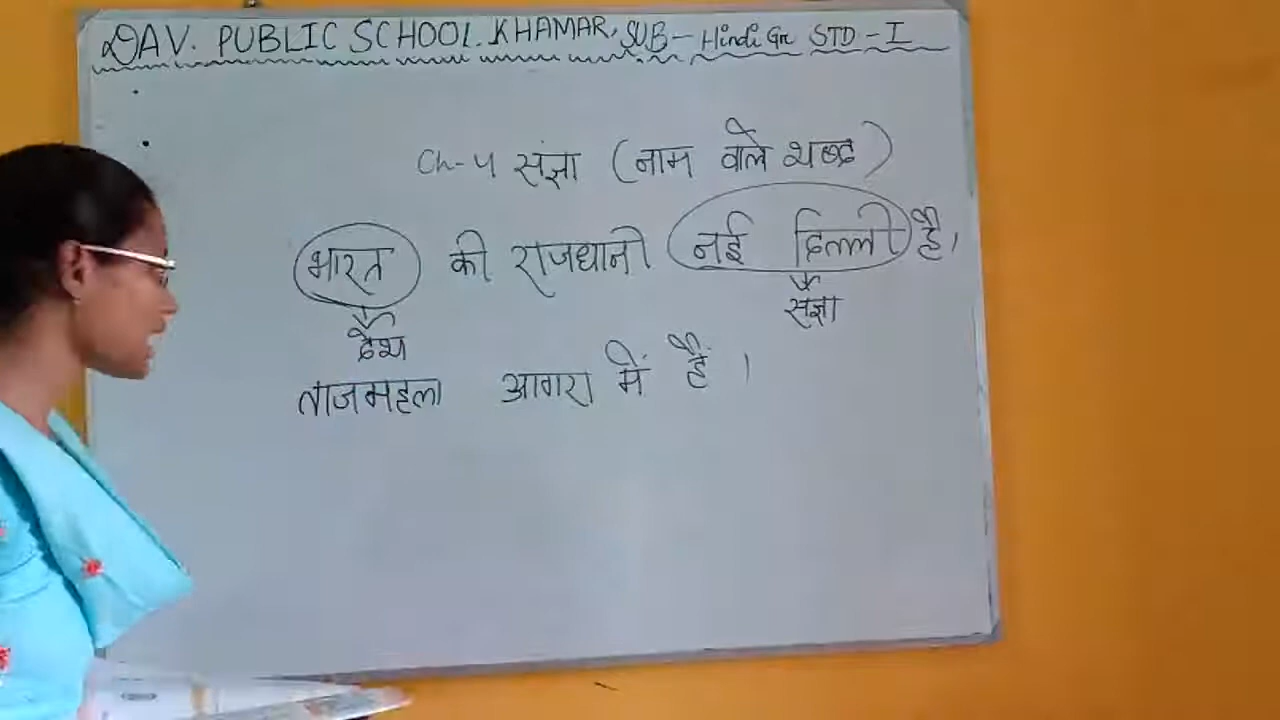 DAV. PUBLIC SCHOOL. KHAMAR, SUB- Hindi Gr STD-I
Ch-4 संज्ञा (नाम वाले शब्द)
भारत की राजधानी नई दिल्ली है।
देश संज्ञा
ताजमहल आगरा में है ।